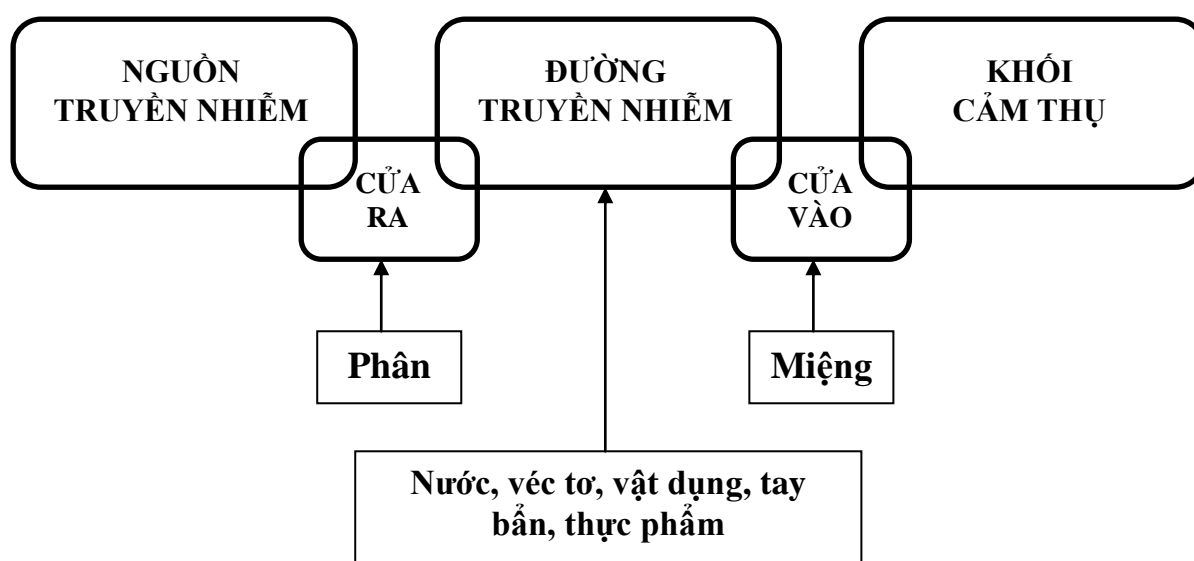 NGUỒN
TRUYỀN NHIỄM
ĐƯỜNG
TRUYỀN NHIỄM
KHỐI
CẢM THỤ
CỬA
RA
CỬA
VÀO
Phân
Miệng
Nước, véc tơ, vật dụng, tay
bẩn, thực phẩm